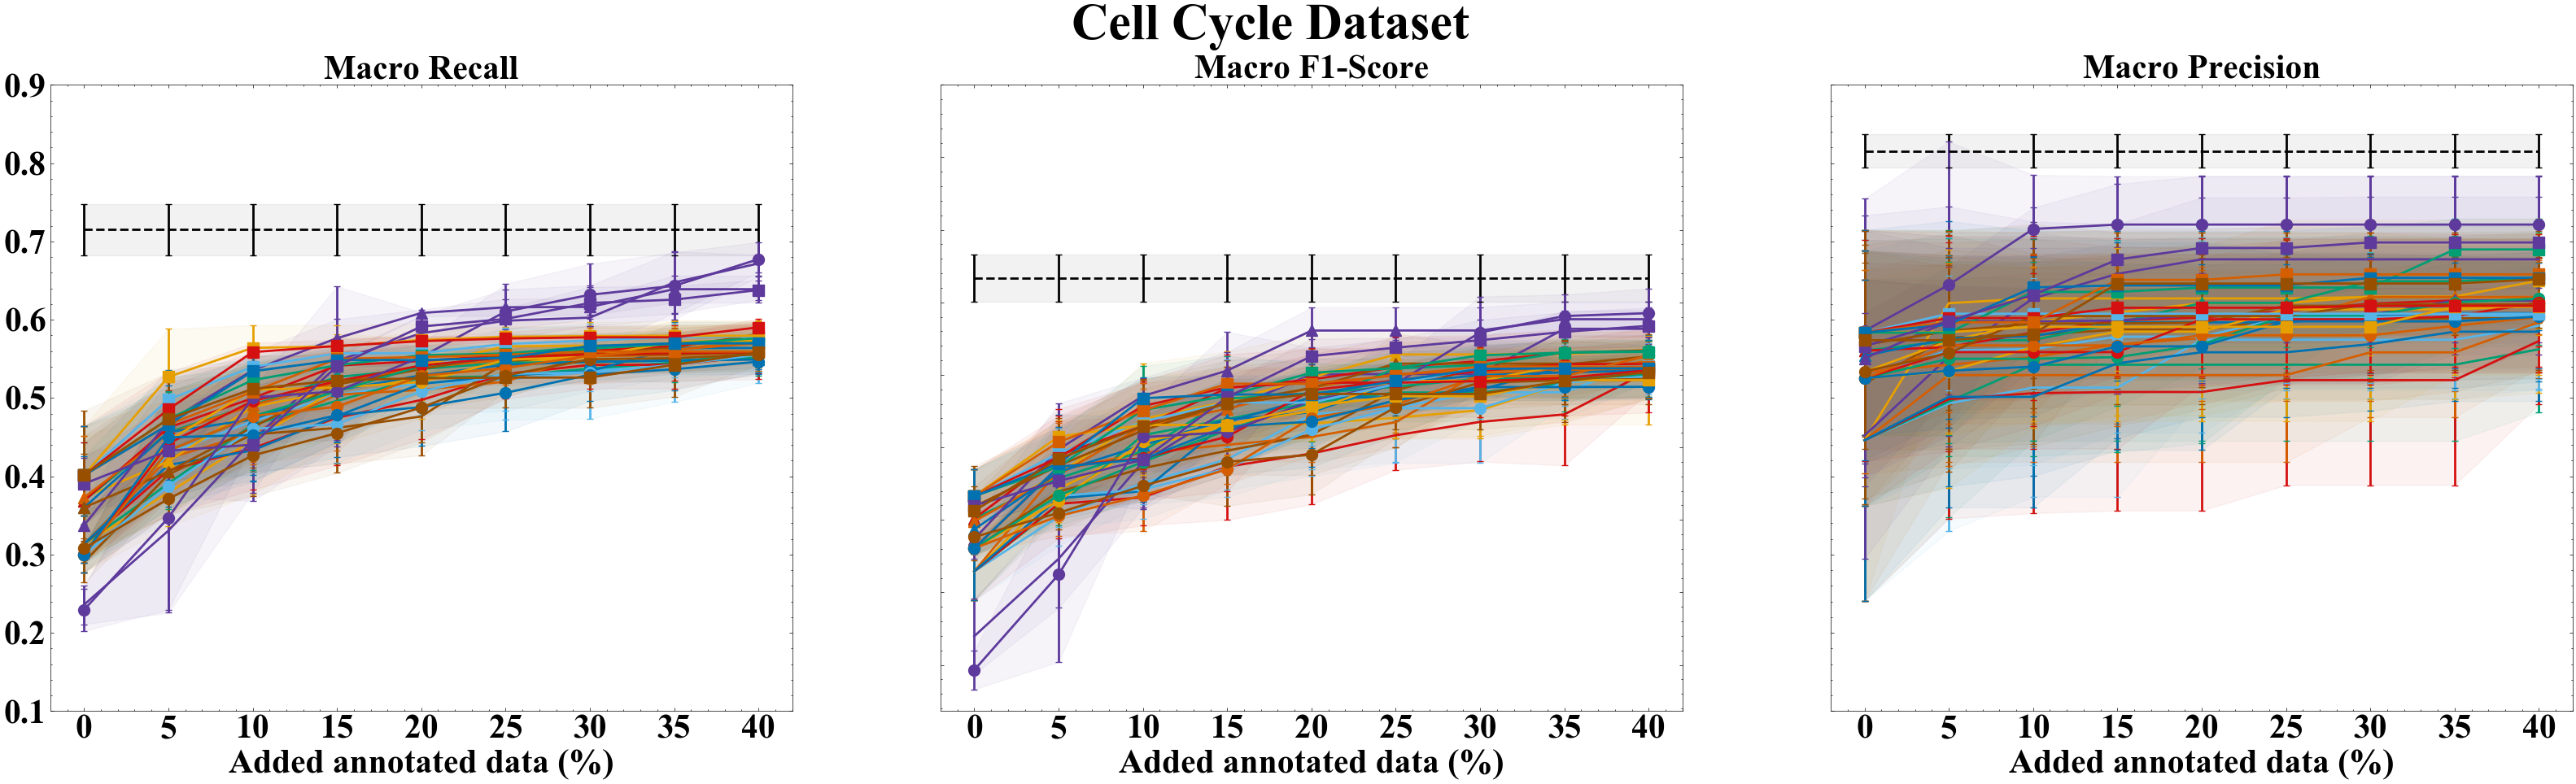 Cell Cycle Dataset
Macro Recall
0.9
0.8
0.7
0.6
0.5
0.4
0.3
0.2
0.1
0 5 10 15 20 25 30 35 40
Added annotated data (%)
Macro F1-Score
0 5 10 15 20 25 30 35 40
Added annotated data (%)
Macro Precision
0 5 10 15 20 25 30 35 40
Added annotated data (%)